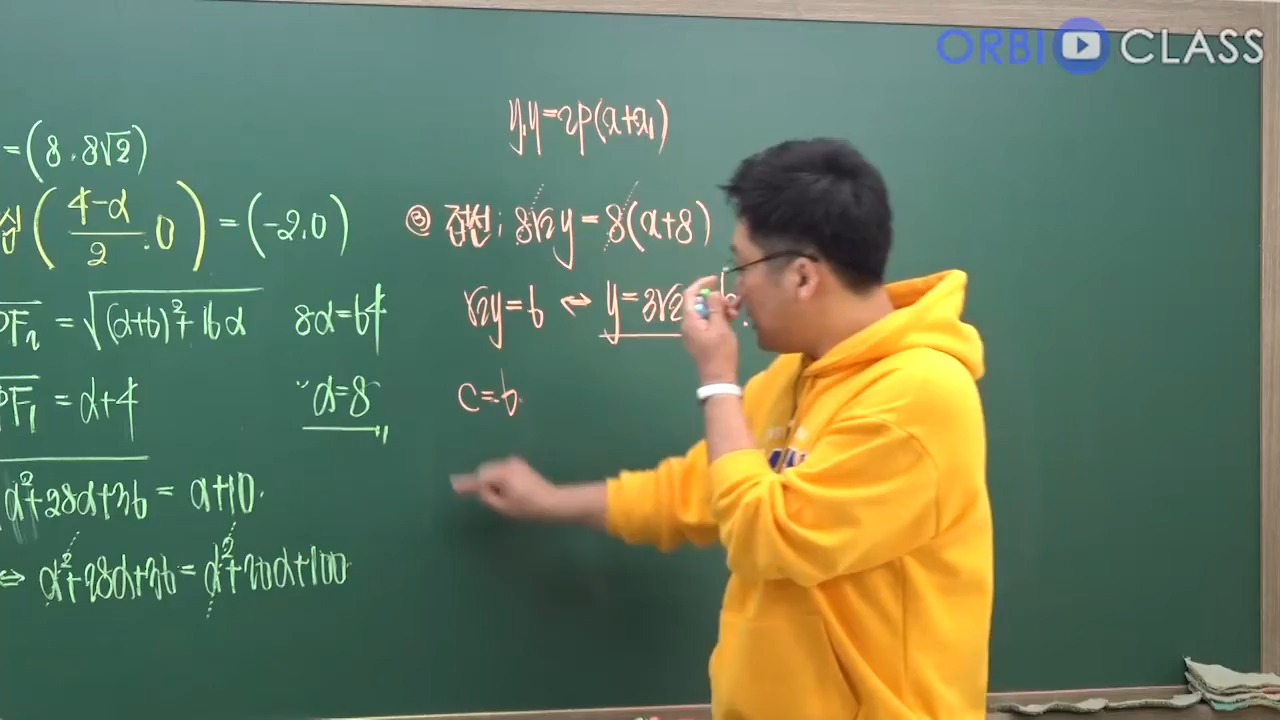 ORBI CLASS
=(8, 8√2)
심 ((4-α)/2, 0) = (-2, 0)
PF₂ = √((α+6)²+16α)
8α=64
PF₁ = α+4
∴ α=8
α²+28α+36 = α+10
⇔ α²+28α+36 = α²+20α+100
y₁y=2p(x+x₁)
③ 접선; 8√2y=8(x+8)
√2y=6 ⇔ y=3√2
c=6